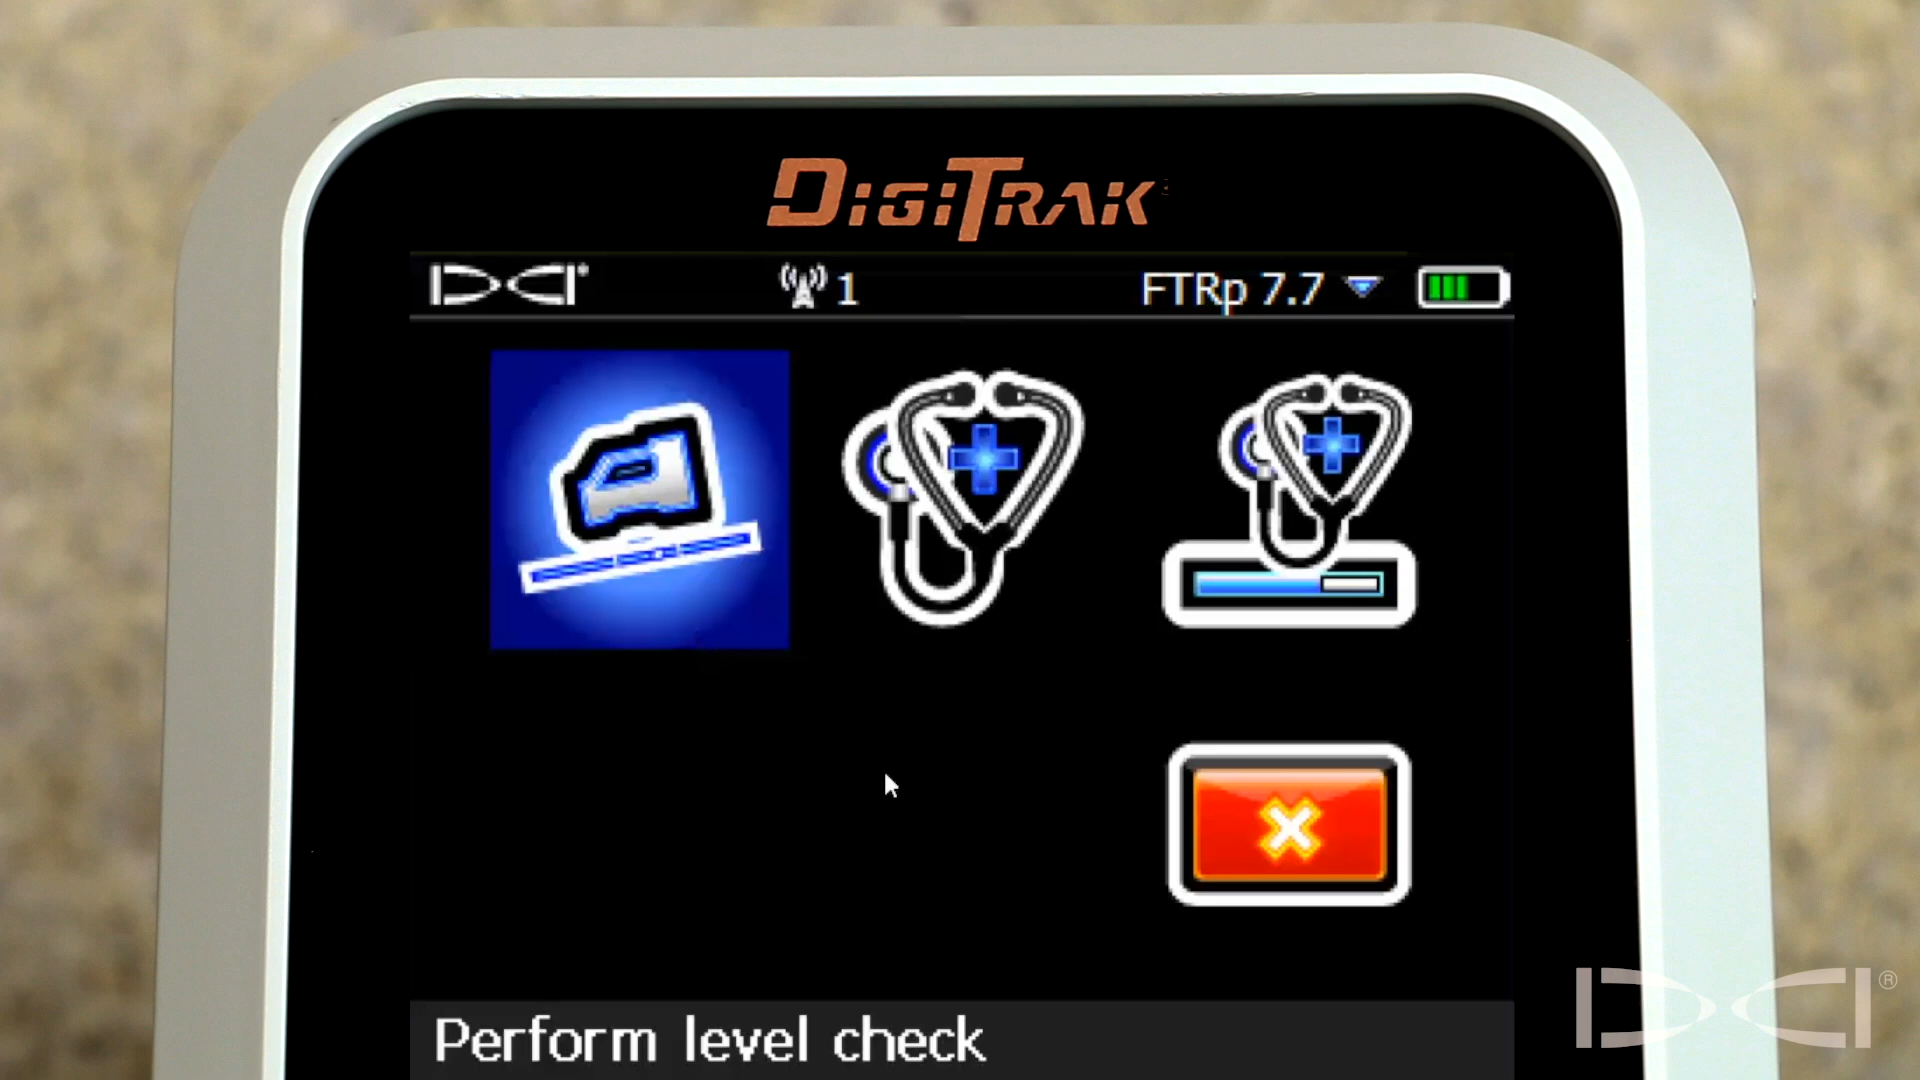 DIGITRAK
DCI®
1
FTRp 7.7
Perform level check
DCI®